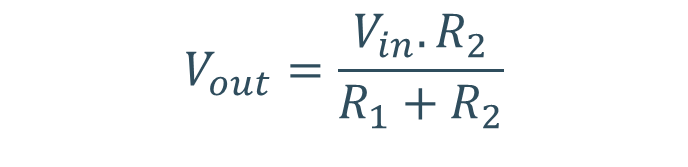 V_out = (V_in . R_2) / (R_1 + R_2)